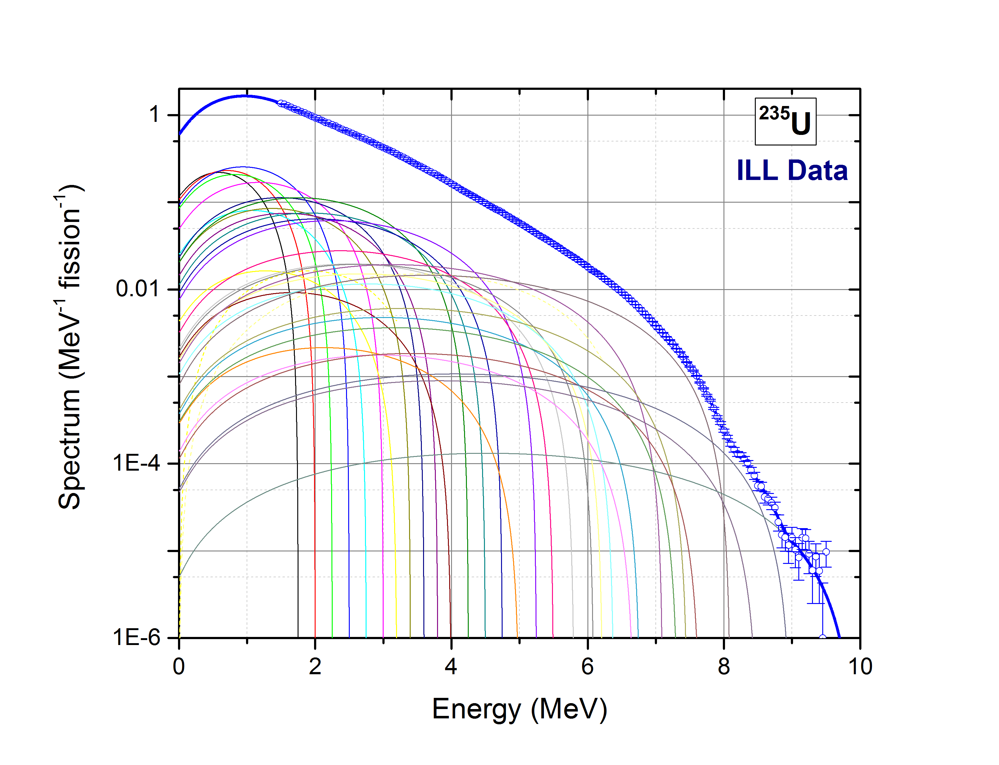 ²³⁵U
ILL Data
Spectrum (MeV⁻¹ fission⁻¹)
1
0.01
1E-4
1E-6
0 2 4 6 8 10
Energy (MeV)